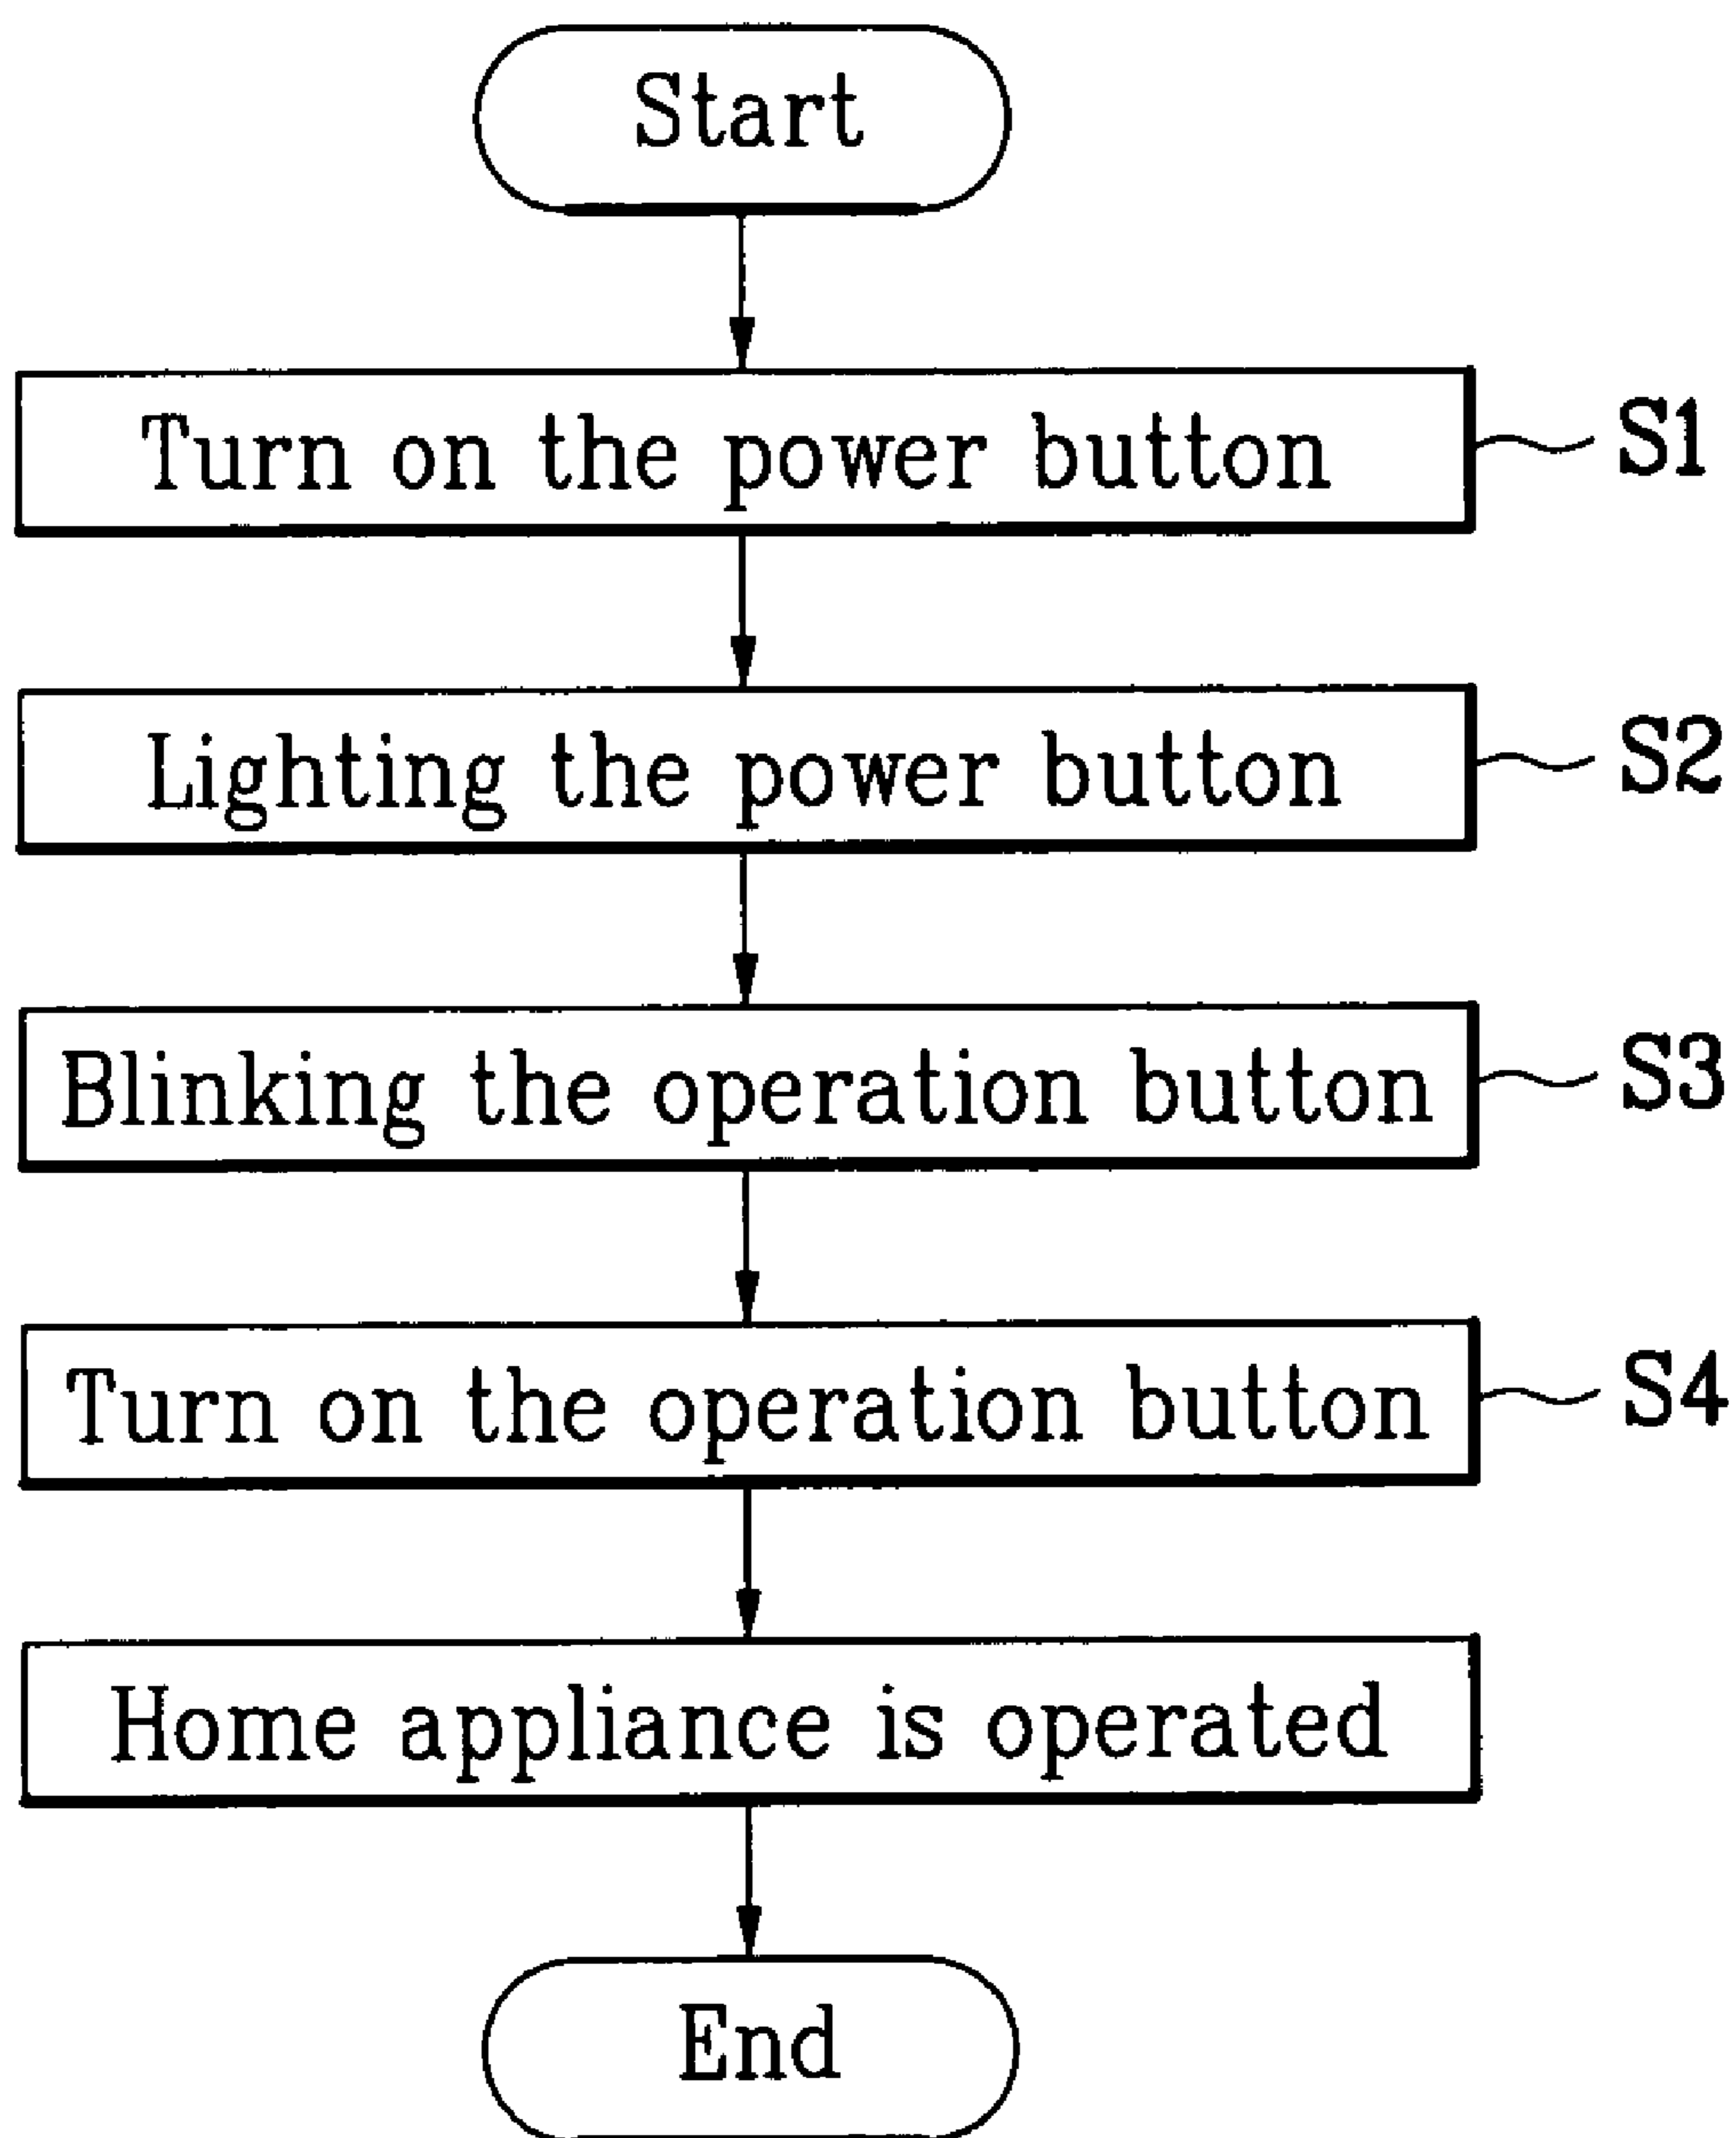 Start
Turn on the power button S1
Lighting the power button S2
Blinking the operation button S3
Turn on the operation button S4
Home appliance is operated
End